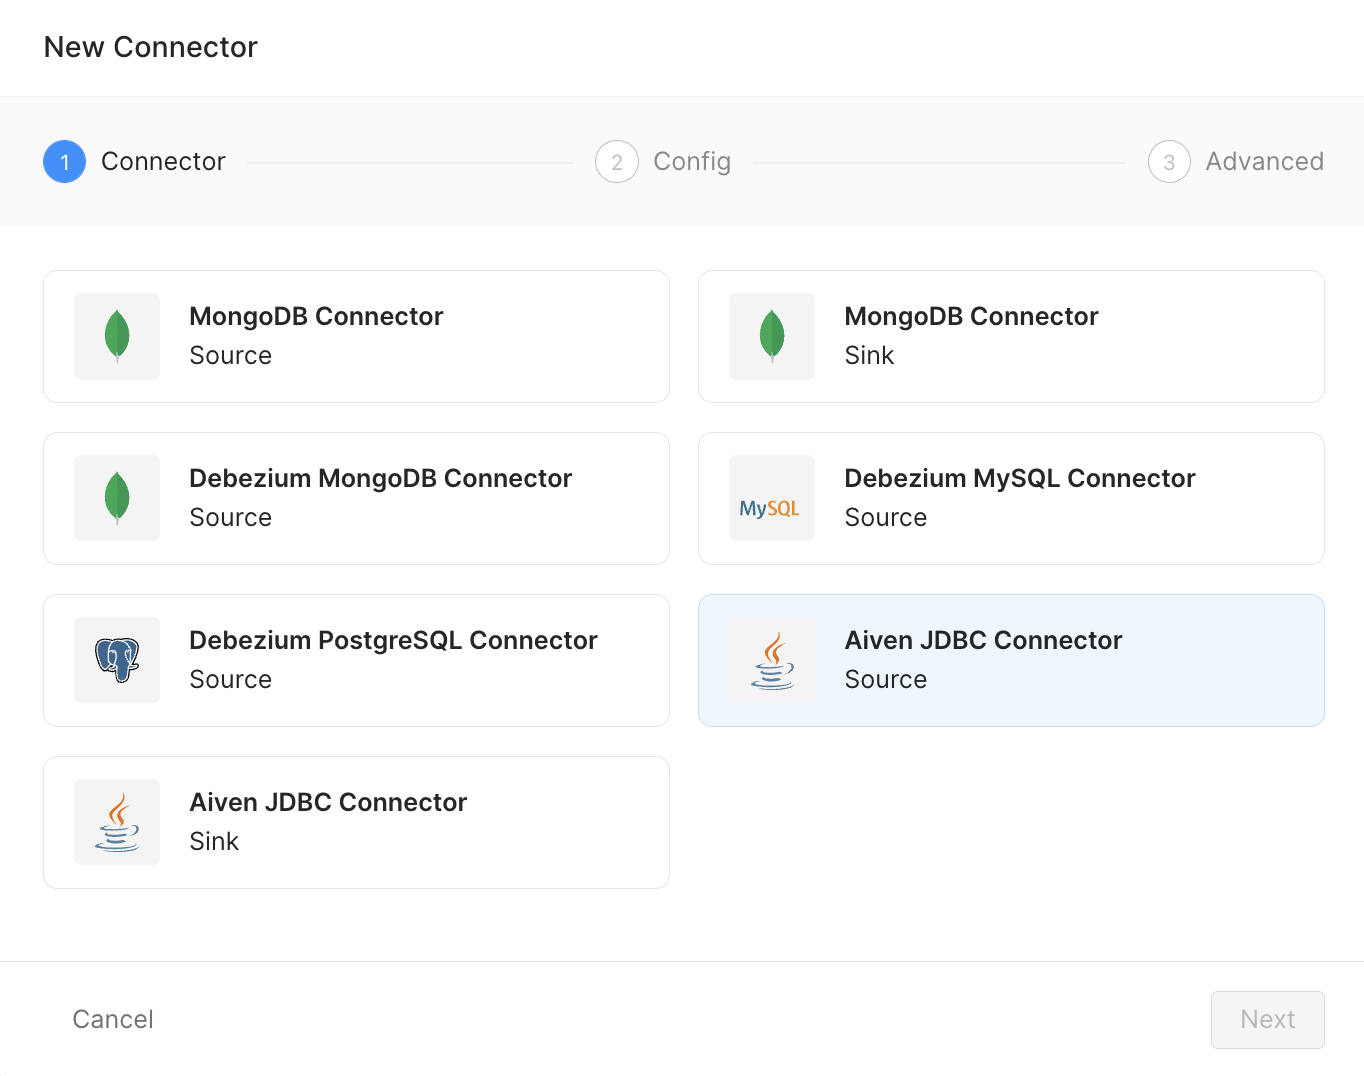 New Connector
1 Connector
2 Config
3 Advanced
MongoDB Connector
Source
MongoDB Connector
Sink
Debezium MongoDB Connector
Source
MySQL
Debezium MySQL Connector
Source
Debezium PostgreSQL Connector
Source
Aiven JDBC Connector
Source
Aiven JDBC Connector
Sink
Cancel
Next